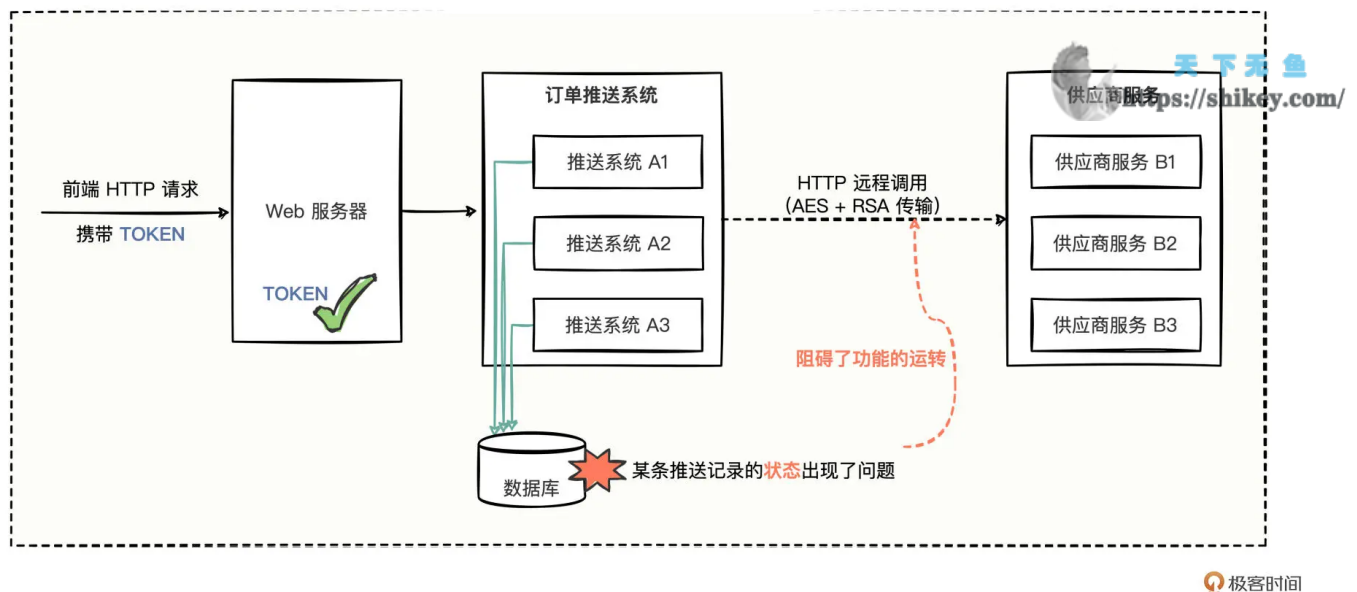 天下无鱼
https://shikey.com/
订单推送系统
供应商服务
推送系统 A1
供应商服务 B1
前端 HTTP 请求
携带 TOKEN
Web 服务器
HTTP 远程调用
（AES + RSA 传输）
推送系统 A2
供应商服务 B2
TOKEN
推送系统 A3
供应商服务 B3
阻碍了功能的运转
数据库
某条推送记录的状态出现了问题
极客时间